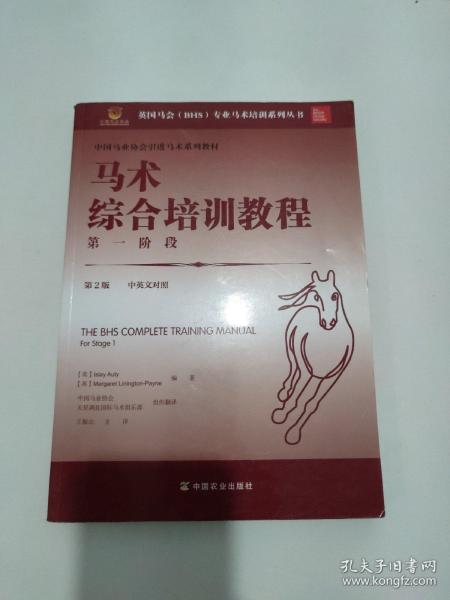 英国马会（BHS）专业马术培训系列丛书
中国马业协会引进马术系列教材
马术
综合培训教程
第一阶段
第2版 中英文对照
THE BHS COMPLETE TRAINING MANUAL
For Stage 1
【英】Islay Auty
【英】Margaret Linington-Payne 编 著
中国马业协会
天星调良国际马术俱乐部 组织翻译
王振山 主 译
中国农业出版社
孔夫子旧书网
www.kongfz.com